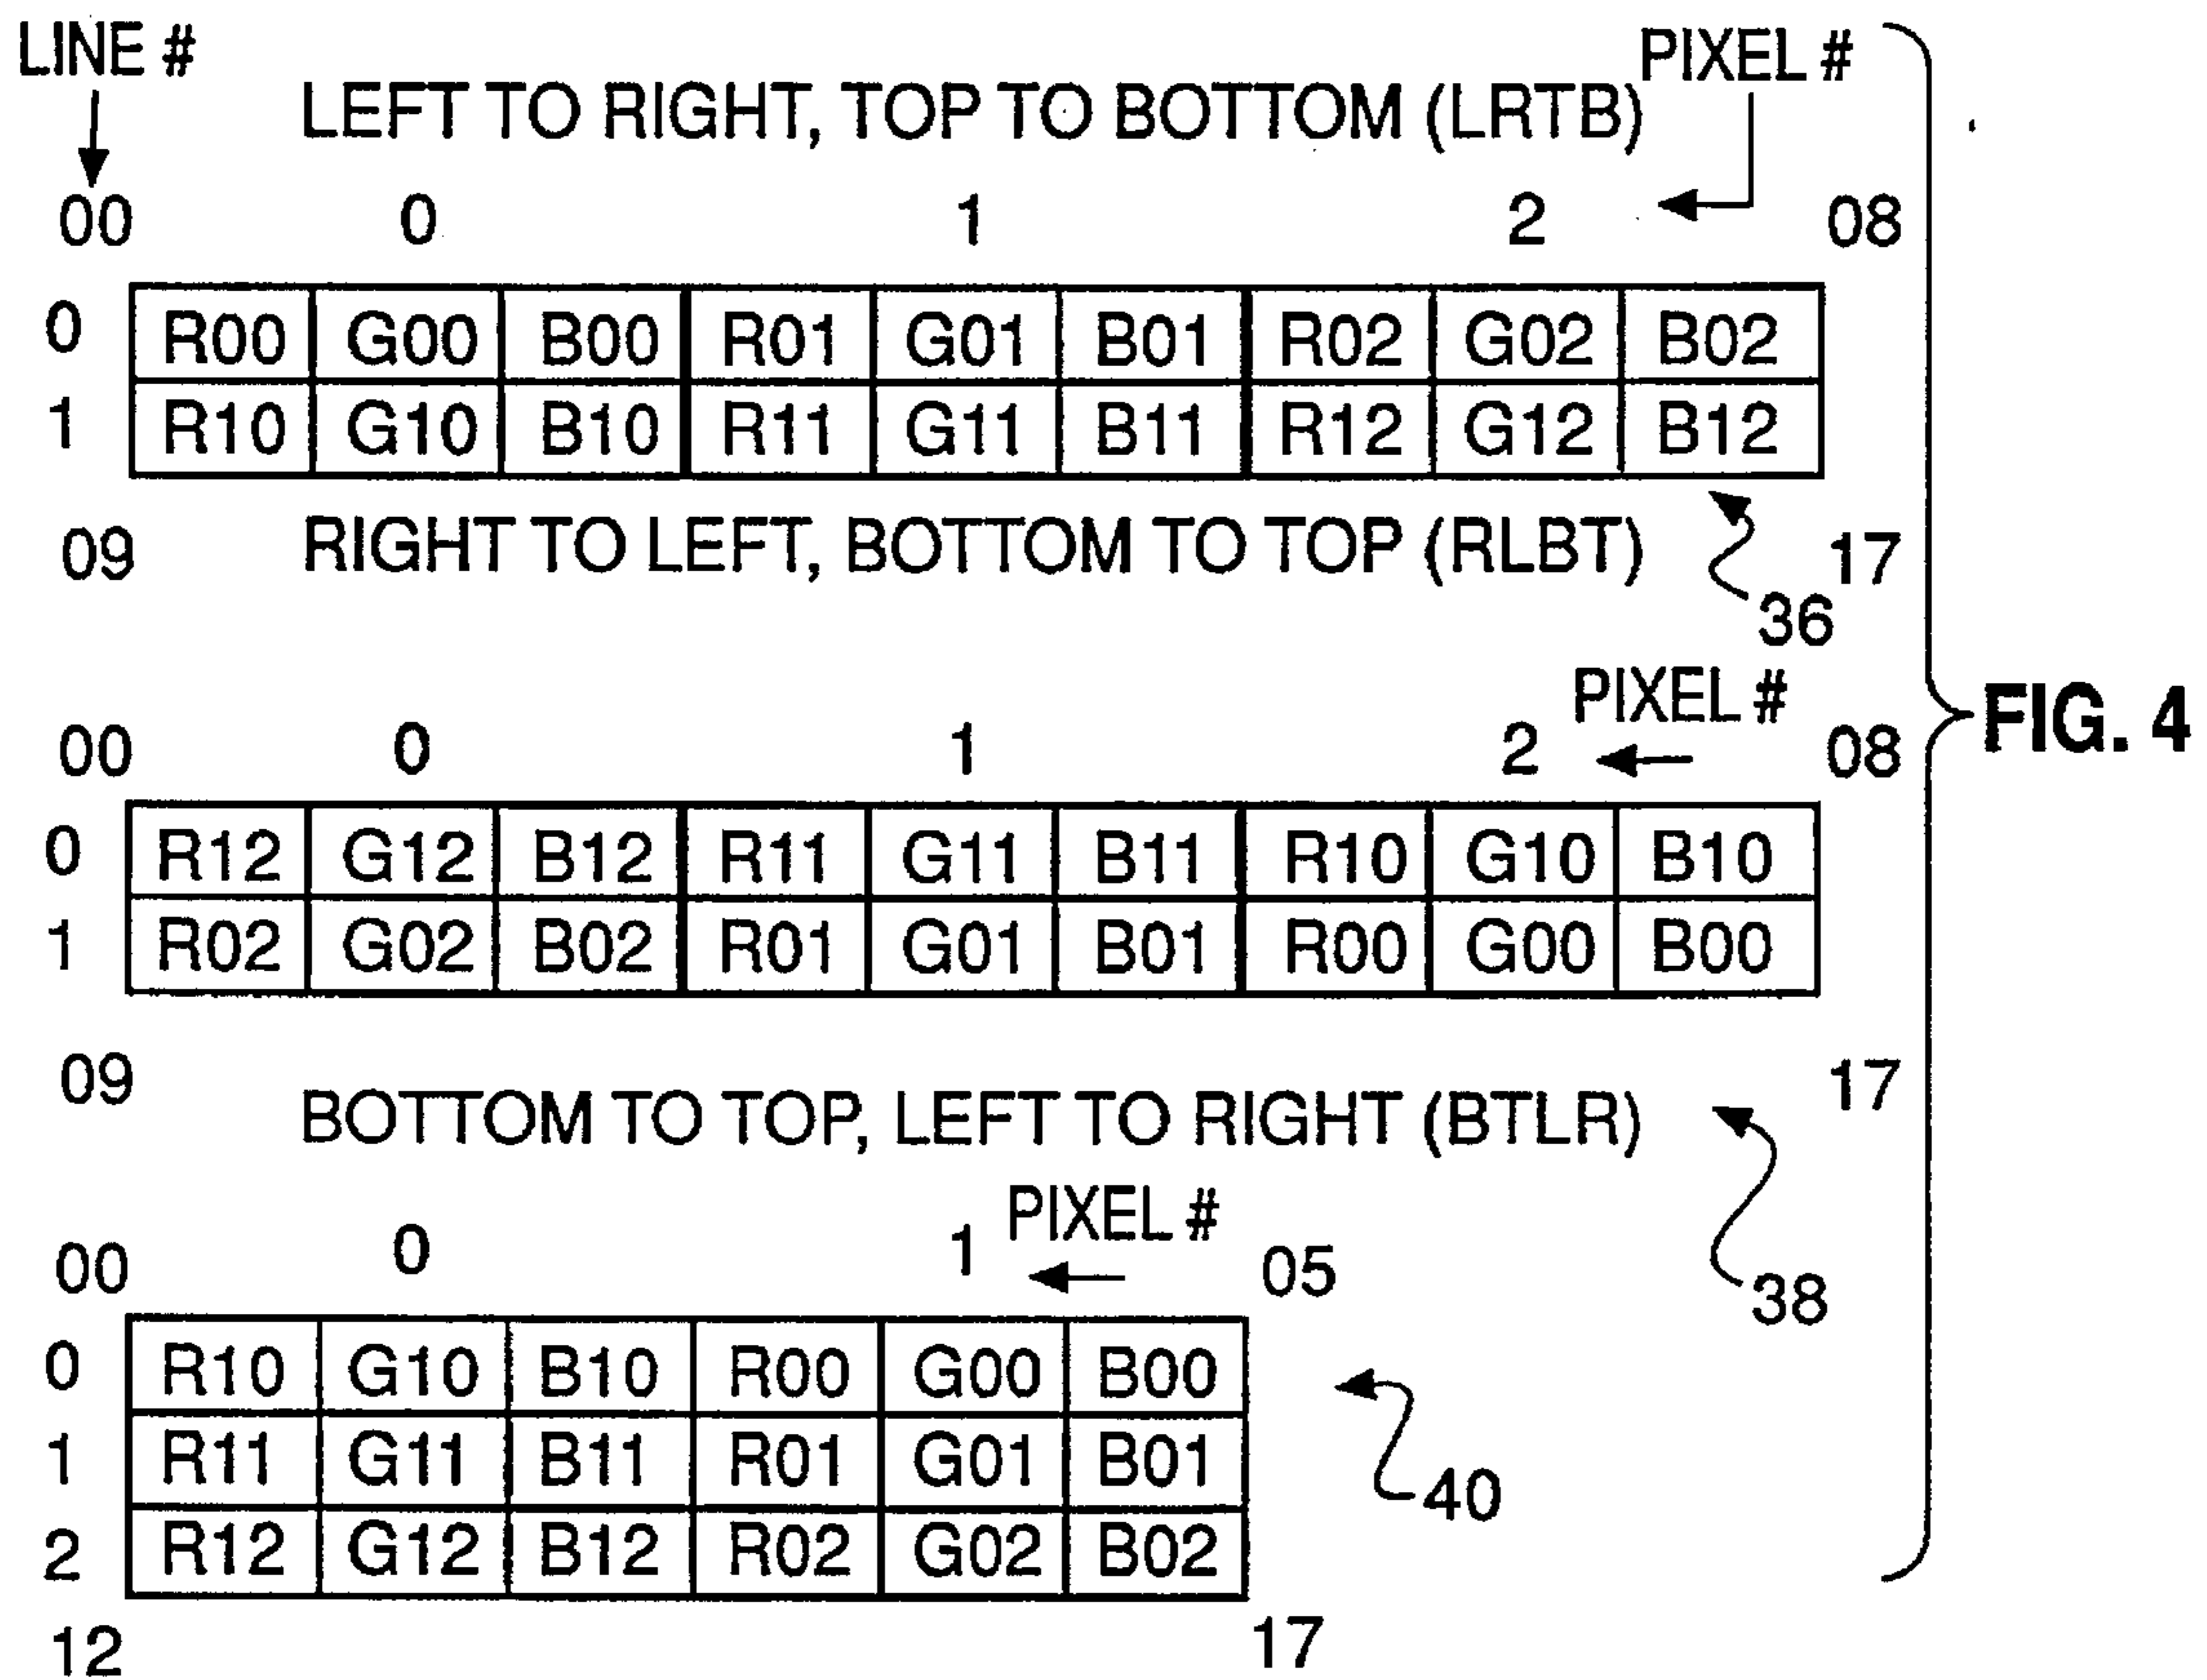 LINE #
PIXEL #
LEFT TO RIGHT, TOP TO BOTTOM (LRTB)
00 0 1 2 08
0 R00 G00 B00 R01 G01 B01 R02 G02 B02
1 R10 G10 B10 R11 G11 B11 R12 G12 B12
09 RIGHT TO LEFT, BOTTOM TO TOP (RLBT) 17
36
PIXEL #
FIG. 4
00 0 1 2 08
0 R12 G12 B12 R11 G11 B11 R10 G10 B10
1 R02 G02 B02 R01 G01 B01 R00 G00 B00
09 17
BOTTOM TO TOP, LEFT TO RIGHT (BTLR)
PIXEL #
00 0 1 05
38
0 R10 G10 B10 R00 G00 B00
1 R11 G11 B11 R01 G01 B01
40
2 R12 G12 B12 R02 G02 B02
12 17